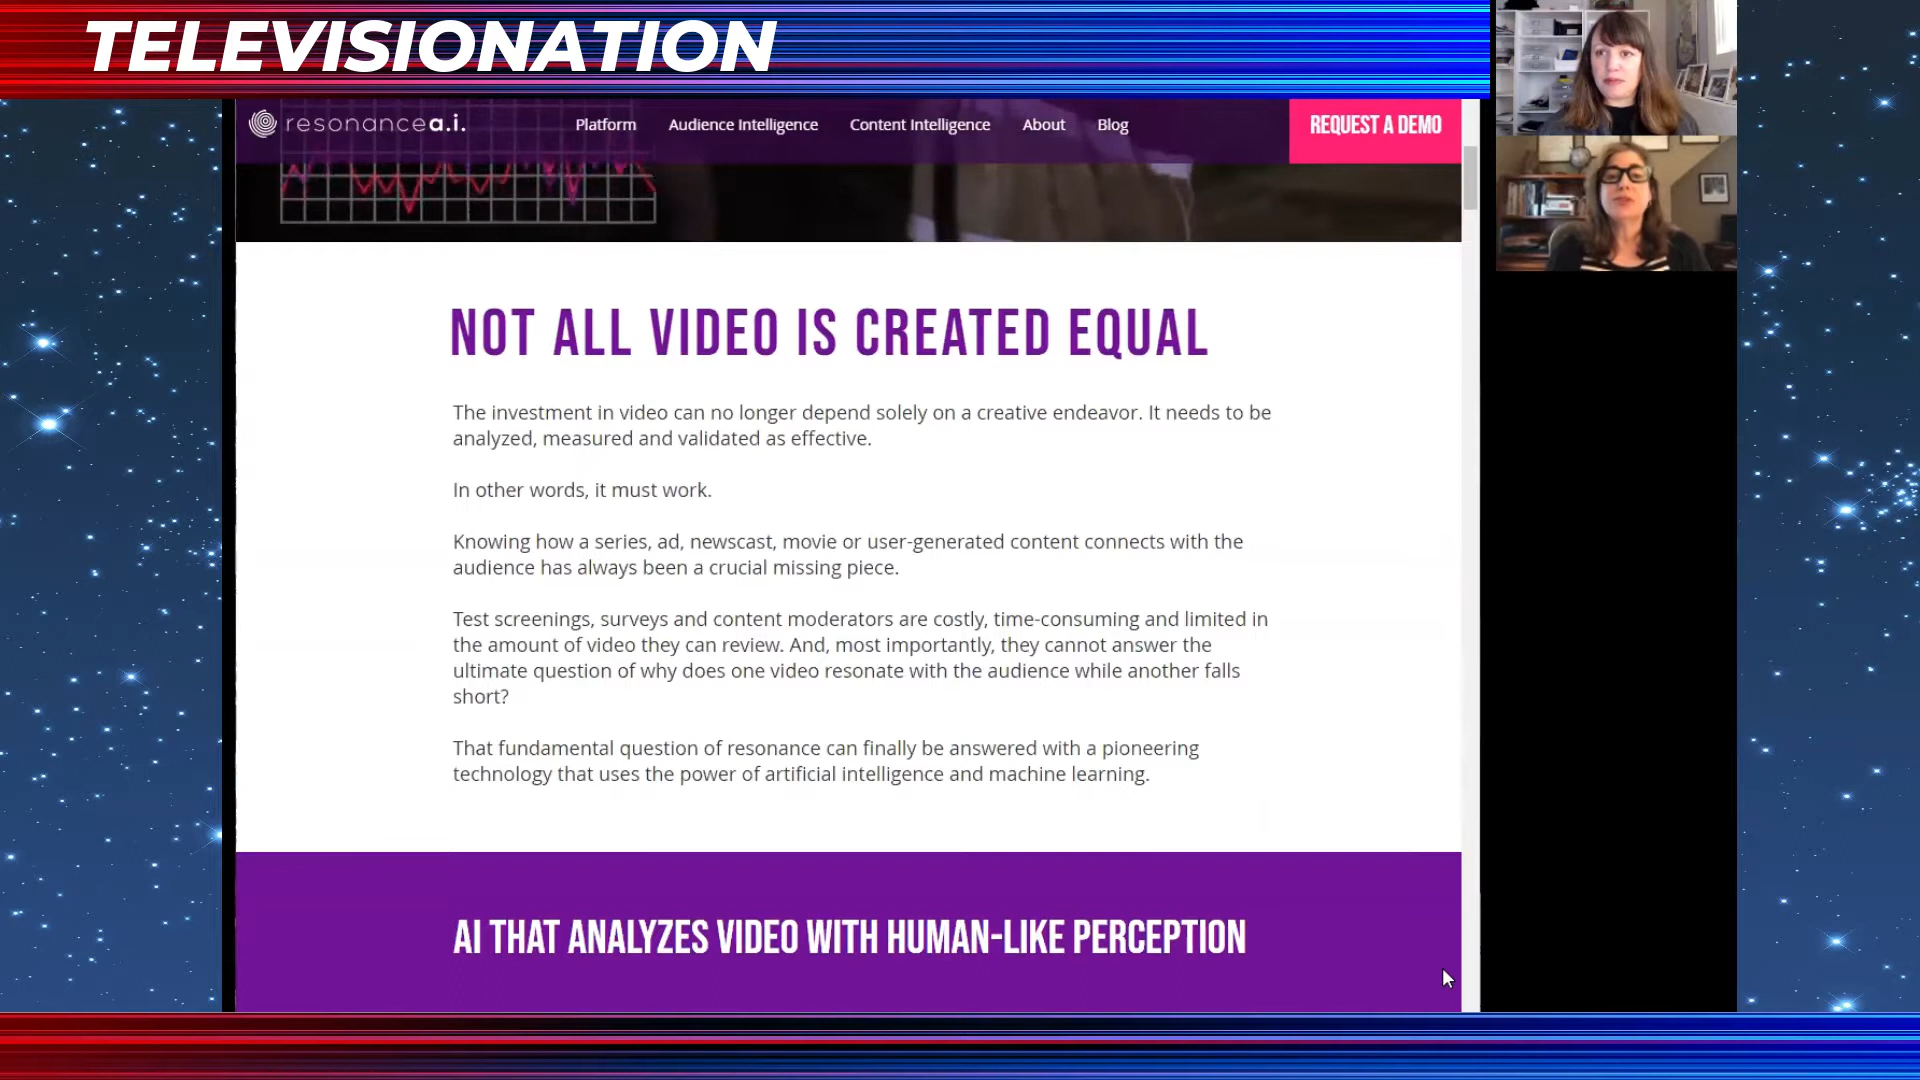 TELEVISIONATION
resonancea.i.
Platform
Audience Intelligence
Content Intelligence
About
Blog
REQUEST A DEMO
NOT ALL VIDEO IS CREATED EQUAL
The investment in video can no longer depend solely on a creative endeavor. It needs to be
analyzed, measured and validated as effective.
In other words, it must work.
Knowing how a series, ad, newscast, movie or user-generated content connects with the
audience has always been a crucial missing piece.
Test screenings, surveys and content moderators are costly, time-consuming and limited in
the amount of video they can review. And, most importantly, they cannot answer the
ultimate question of why does one video resonate with the audience while another falls
short?
That fundamental question of resonance can finally be answered with a pioneering
technology that uses the power of artificial intelligence and machine learning.
AI THAT ANALYZES VIDEO WITH HUMAN-LIKE PERCEPTION